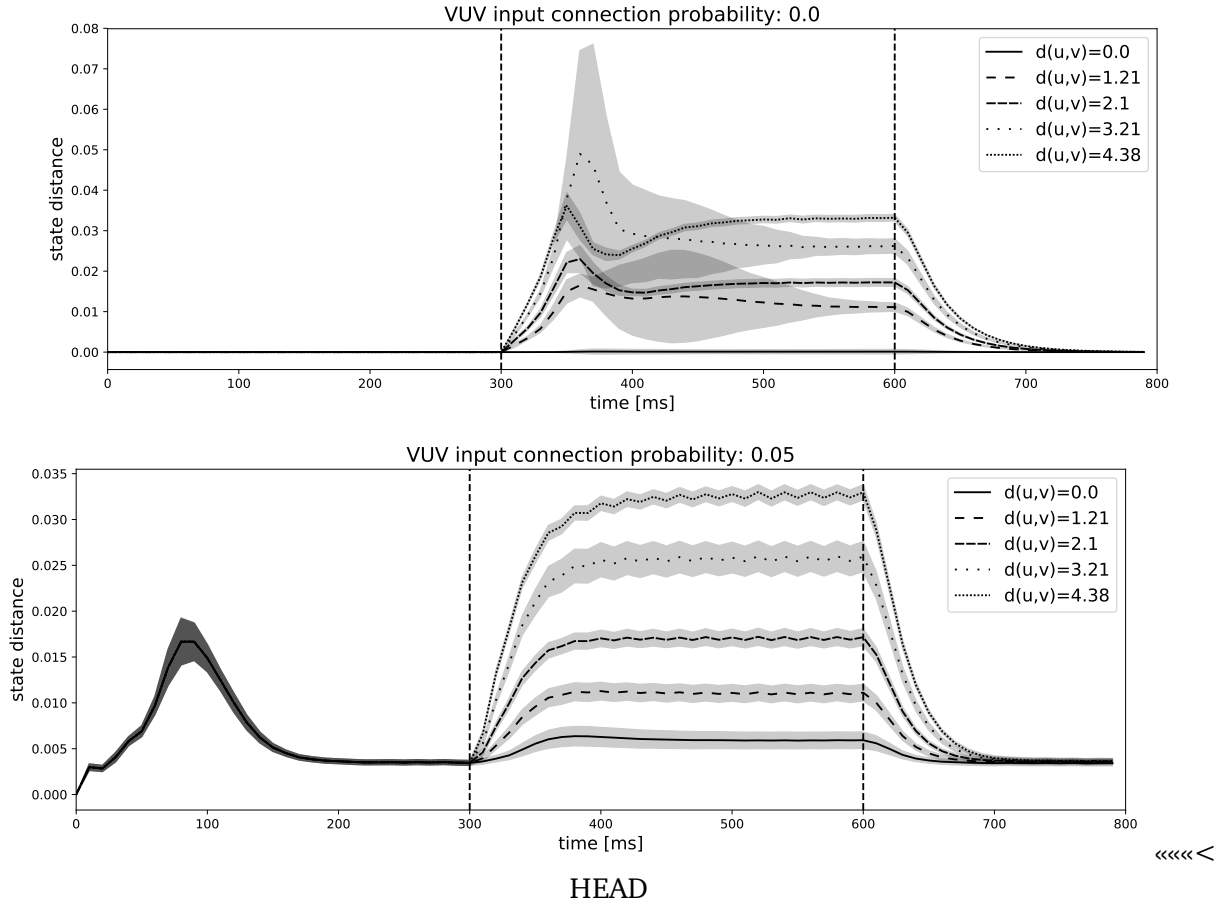 VUV input connection probability: 0.0
state distance
0.08
0.07
0.06
0.05
0.04
0.03
0.02
0.01
0.00
d(u,v)=0.0
d(u,v)=1.21
d(u,v)=2.1
d(u,v)=3.21
d(u,v)=4.38
0 100 200 300 400 500 600 700 800
time [ms]
VUV input connection probability: 0.05
state distance
0.035
0.030
0.025
0.020
0.015
0.010
0.005
0.000
d(u,v)=0.0
d(u,v)=1.21
d(u,v)=2.1
d(u,v)=3.21
d(u,v)=4.38
0 100 200 300 400 500 600 700 800
time [ms]
«««<
HEAD